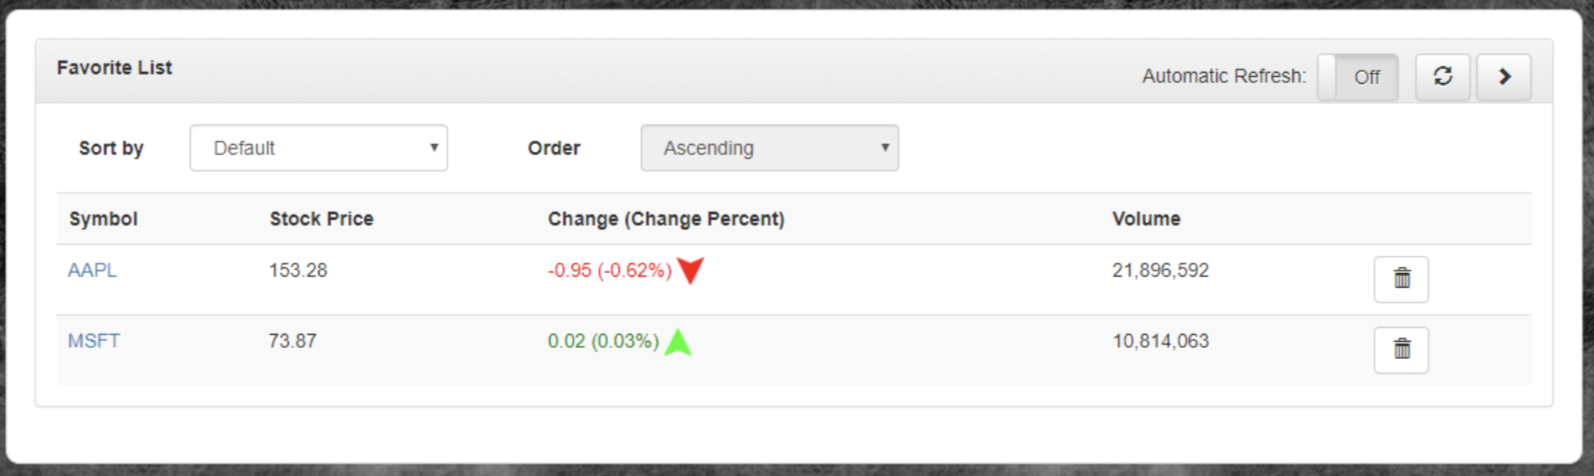 Favorite List Automatic Refresh: Off
Sort by Default Order Ascending
Symbol Stock Price Change (Change Percent) Volume
AAPL 153.28 -0.95 (-0.62%) 21,896,592
MSFT 73.87 0.02 (0.03%) 10,814,063